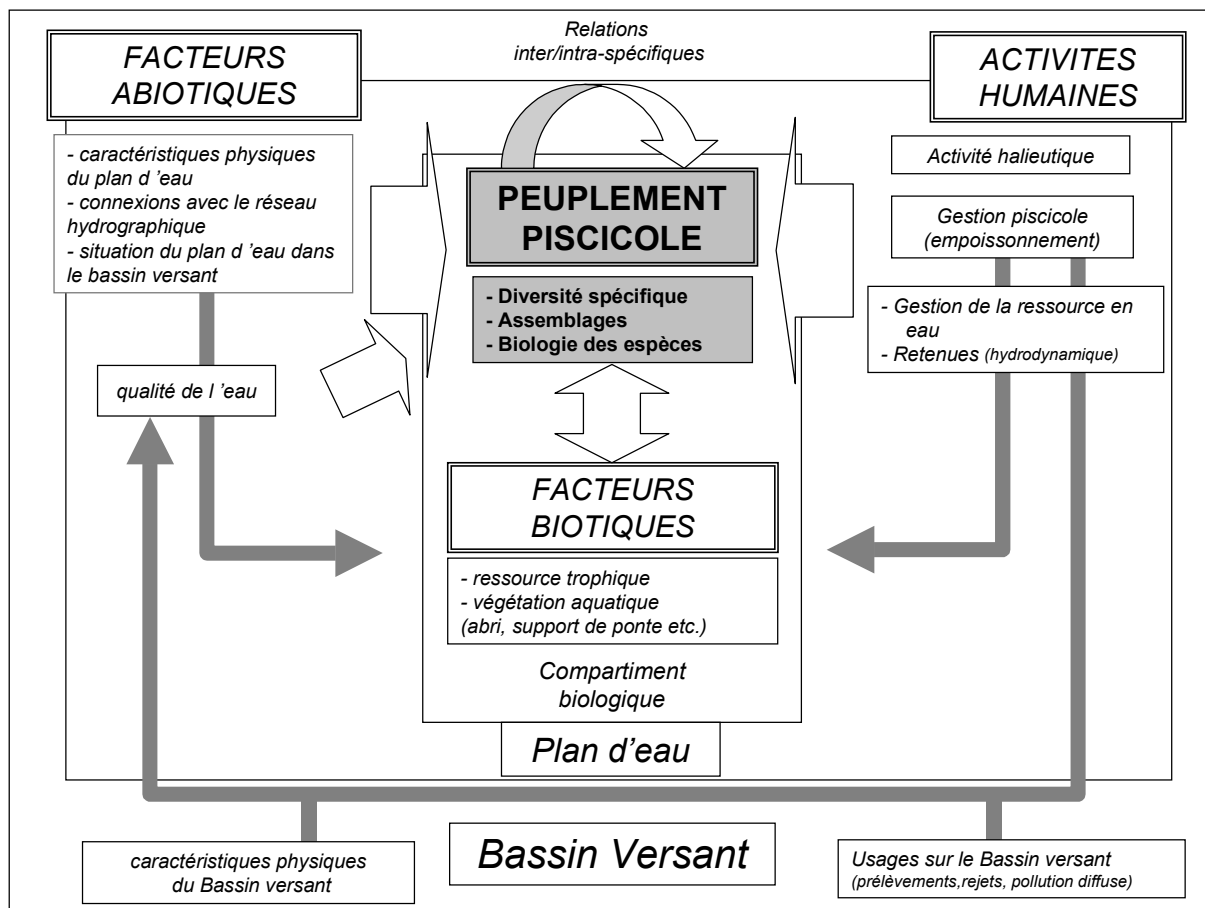 Relations
inter/intra-spécifiques
FACTEURS
ABIOTIQUES
ACTIVITES
HUMAINES
- caractéristiques physiques
du plan d ’eau
- connexions avec le réseau
hydrographique
- situation du plan d ’eau dans
le bassin versant
Activité halieutique
PEUPLEMENT
PISCICOLE
Gestion piscicole
(empoissonnement)
- Diversité spécifique
- Assemblages
- Biologie des espèces
- Gestion de la ressource en
eau
- Retenues (hydrodynamique)
qualité de l ’eau
FACTEURS
BIOTIQUES
- ressource trophique
- végétation aquatique
(abri, support de ponte etc.)
Compartiment
biologique
Plan d’eau
caractéristiques physiques
du Bassin versant
Bassin Versant
Usages sur le Bassin versant
(prélèvements,rejets, pollution diffuse)